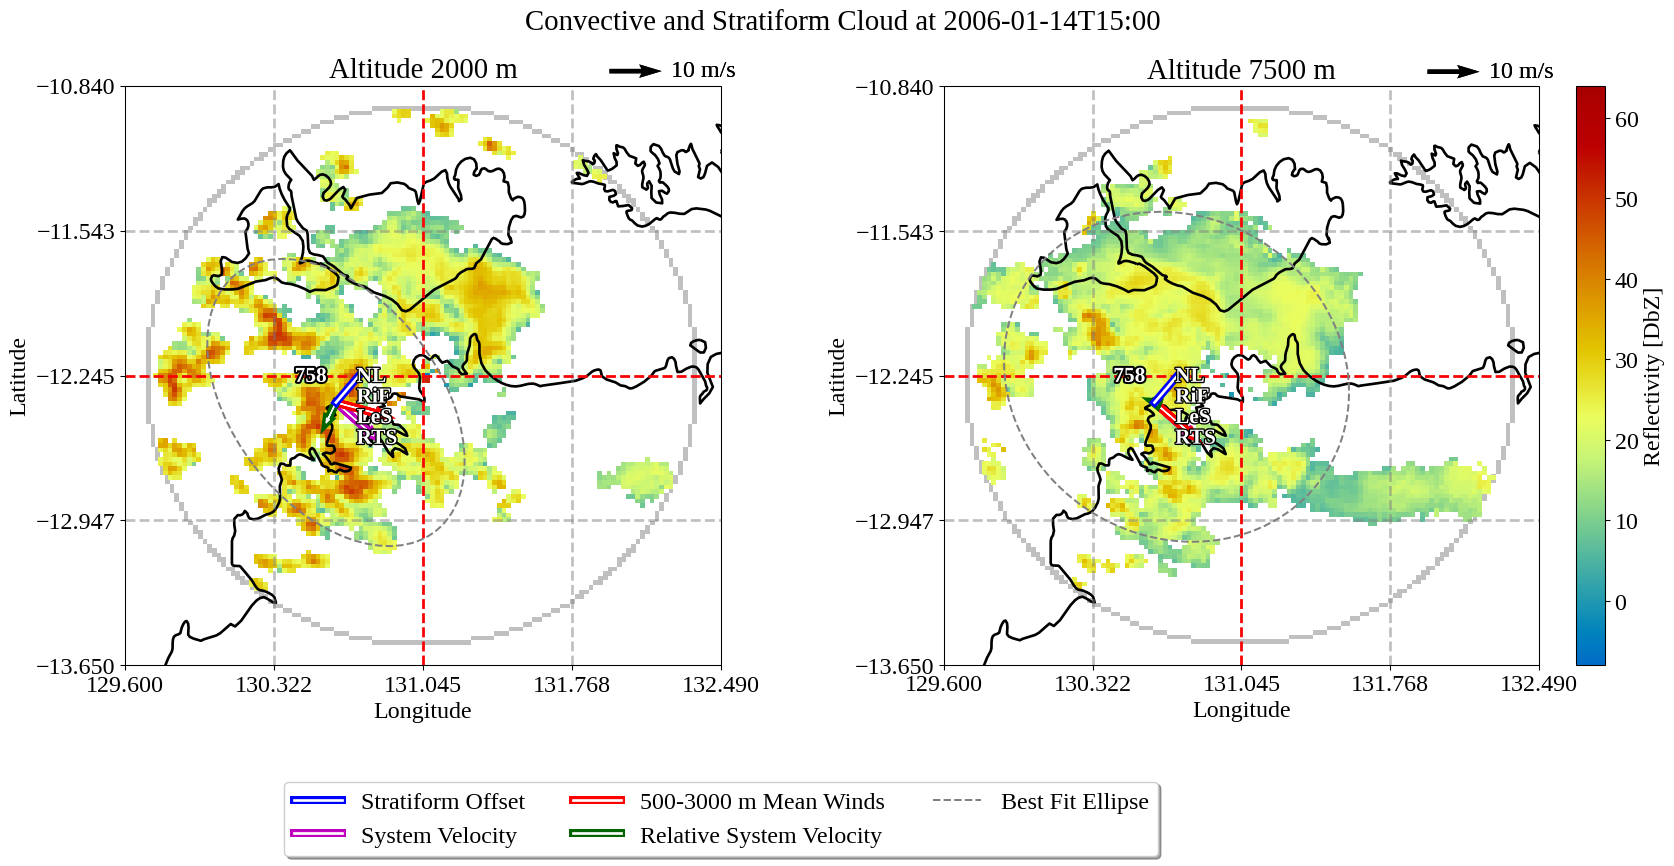 Convective and Stratiform Cloud at 2006-01-14T15:00
Altitude 2000 m
10 m/s
Altitude 7500 m
10 m/s
−10.840
−11.543
−12.245
−12.947
−13.650
Latitude
129.600
130.322
131.045
131.768
132.490
Longitude
758
NL
RiF
LeS
RTS
−10.840
−11.543
−12.245
−12.947
−13.650
Latitude
129.600
130.322
131.045
131.768
132.490
Longitude
758
NL
RiF
LeS
RTS
60
50
40
30
20
10
0
Reflectivity [DbZ]
Stratiform Offset
500-3000 m Mean Winds
Best Fit Ellipse
System Velocity
Relative System Velocity